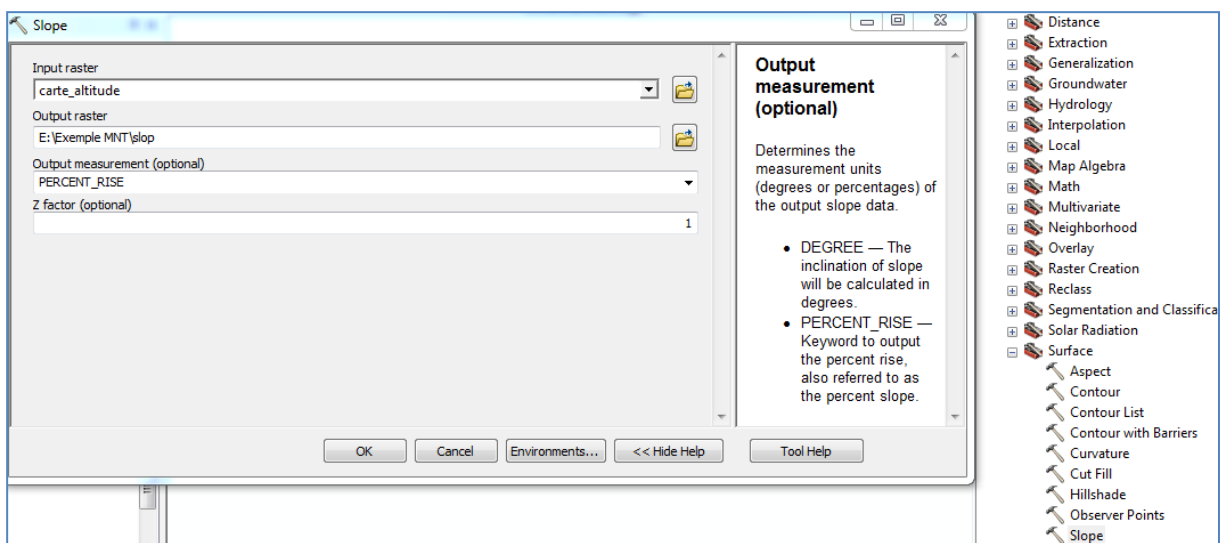 Slope
Input raster
carte_altitude
Output raster
E:\Exemple MNT\slop
Output measurement (optional)
PERCENT_RISE
Z factor (optional)
1
OK
Cancel
Environments...
<< Hide Help
Tool Help
Output
measurement
(optional)
Determines the
measurement units
(degrees or percentages) of
the output slope data.
• DEGREE — The
inclination of slope
will be calculated in
degrees.
• PERCENT_RISE —
Keyword to output
the percent rise,
also referred to as
the percent slope.
Distance
Extraction
Generalization
Groundwater
Hydrology
Interpolation
Local
Map Algebra
Math
Multivariate
Neighborhood
Overlay
Raster Creation
Reclass
Segmentation and Classifica
Solar Radiation
Surface
Aspect
Contour
Contour List
Contour with Barriers
Curvature
Cut Fill
Hillshade
Observer Points
Slope